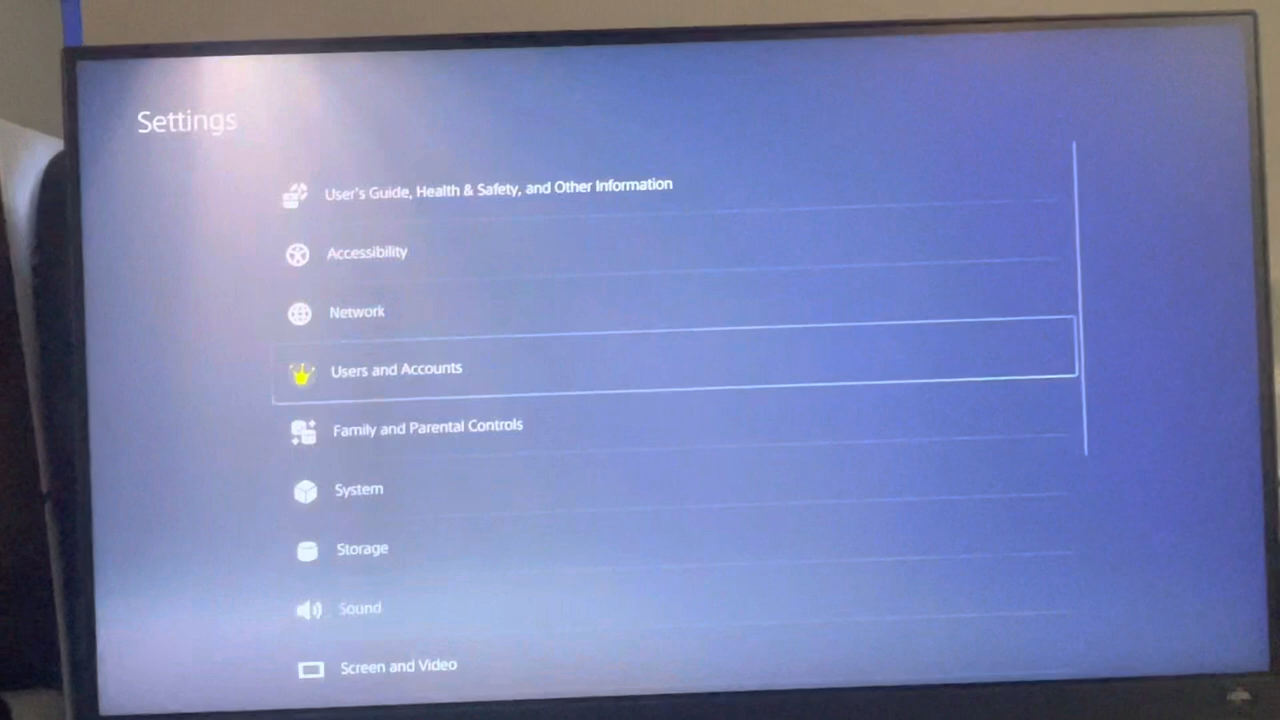 Settings
User's Guide, Health & Safety, and Other Information
Accessibility
Network
Users and Accounts
Family and Parental Controls
System
Storage
Sound
Screen and Video